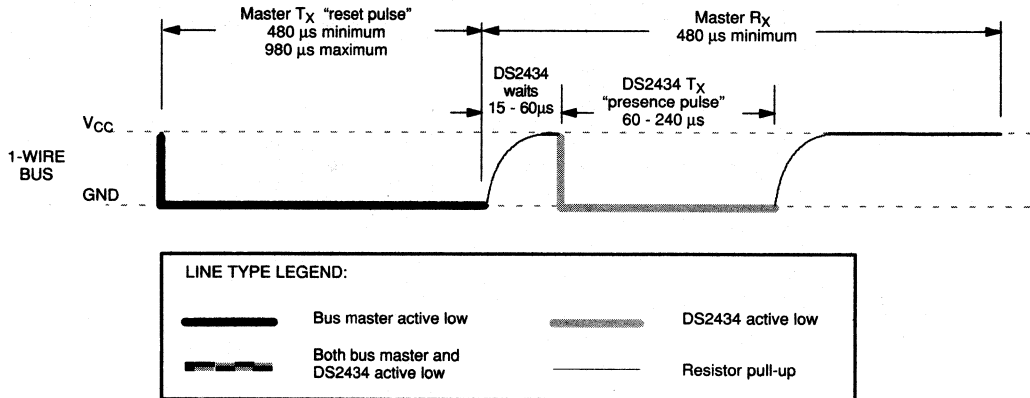 Master TX "reset pulse"
480 µs minimum
980 µs maximum
Master RX
480 µs minimum
DS2434
waits
15 - 60µs
DS2434 TX
"presence pulse"
60 - 240 µs
VCC
1-WIRE
BUS
GND
LINE TYPE LEGEND:
Bus master active low
DS2434 active low
Both bus master and
DS2434 active low
Resistor pull-up